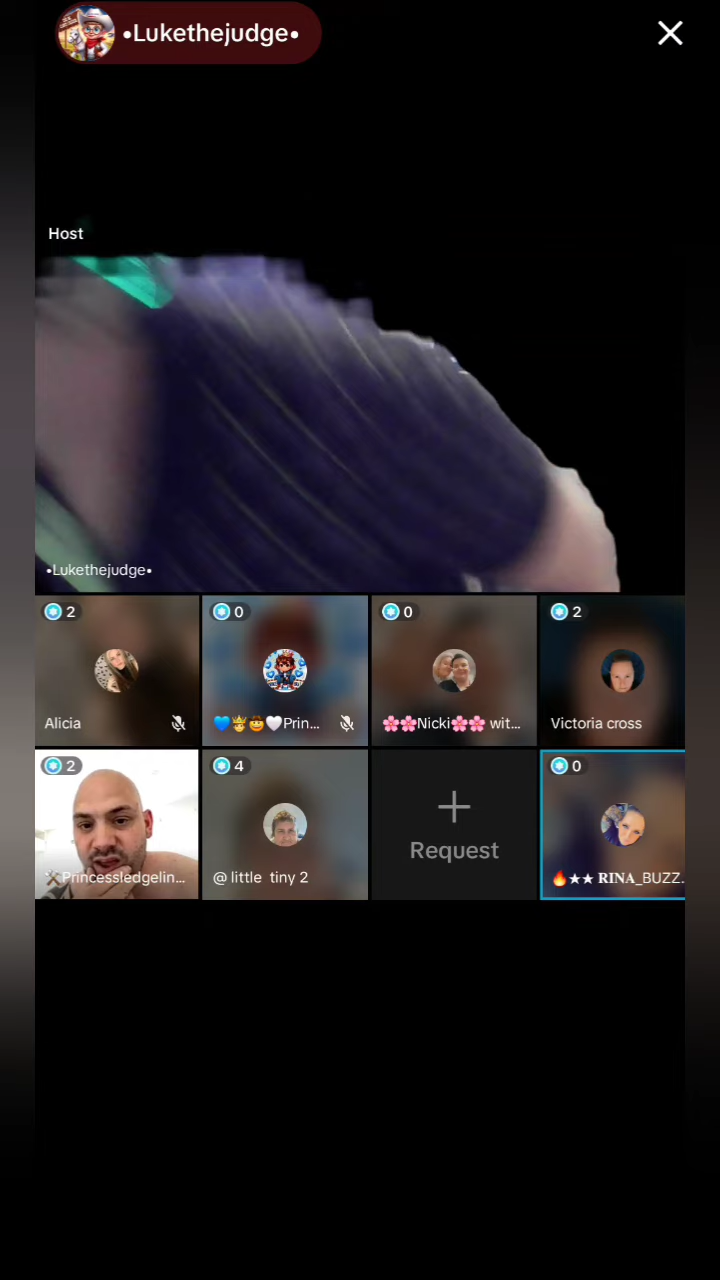 •Lukethejudge•
Host
•Lukethejudge•
2
0
0
2
Alicia
💙🤴🤠🤍Prin...
🌸🌸Nicki🌸🌸 wit...
Victoria cross
2
4
0
🛠️Princessledgelin...
@ little tiny 2
Request
🔥★★ 𝐑𝐈𝐍𝐀_BUZZ.